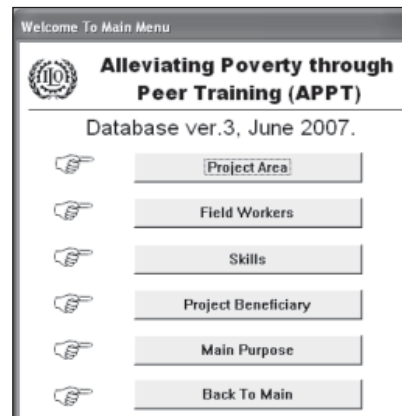 Welcome To Main Menu
ILO
Alleviating Poverty through
Peer Training (APPT)
Database ver.3, June 2007.
Project Area
Field Workers
Skills
Project Beneficiary
Main Purpose
Back To Main